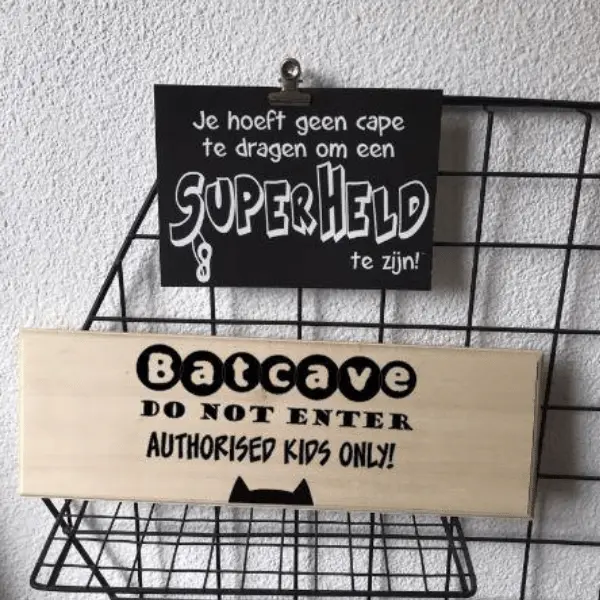 Je hoeft geen cape
te dragen om een
SUPERHELD
te zijn!
Batcave
DO NOT ENTER
AUTHORISED KIDS ONLY!